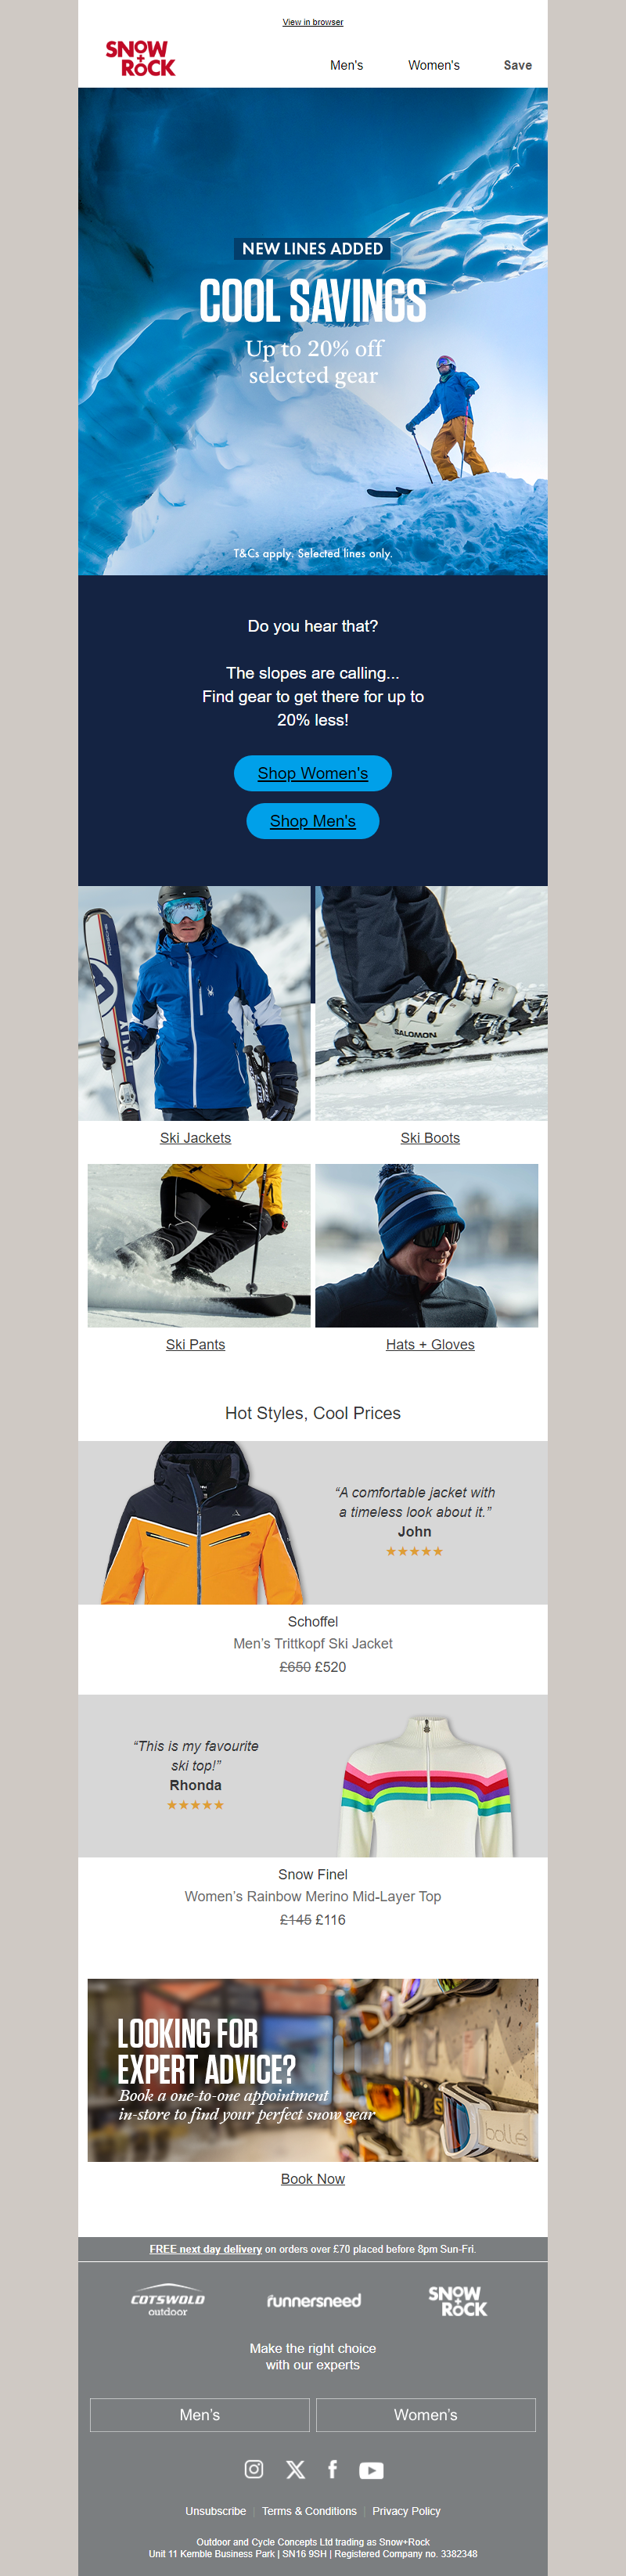 View in browser
SNOW
+ROCK
Men's
Women's
Save
NEW LINES ADDED
COOL SAVINGS
Up to 20% off
selected gear
T&Cs apply. Selected lines only.
Do you hear that?
The slopes are calling...
Find gear to get there for up to
20% less!
Shop Women's
Shop Men's
SALOMON
Ski Jackets
Ski Boots
Ski Pants
Hats + Gloves
Hot Styles, Cool Prices
“A comfortable jacket with
a timeless look about it.”
John
★★★★★
Schoffel
Men’s Trittkopf Ski Jacket
£650 £520
“This is my favourite
ski top!”
Rhonda
★★★★★
Snow Finel
Women’s Rainbow Merino Mid-Layer Top
£145 £116
LOOKING FOR
EXPERT ADVICE?
Book a one-to-one appointment
in-store to find your perfect snow gear
bollé
Book Now
FREE next day delivery on orders over £70 placed before 8pm Sun-Fri.
COTSWOLD
outdoor
runnersneed
SNOW
+ROCK
Make the right choice
with our experts
Men’s
Women’s
Unsubscribe | Terms & Conditions | Privacy Policy
Outdoor and Cycle Concepts Ltd trading as Snow+Rock
Unit 11 Kemble Business Park | SN16 9SH | Registered Company no. 3382348